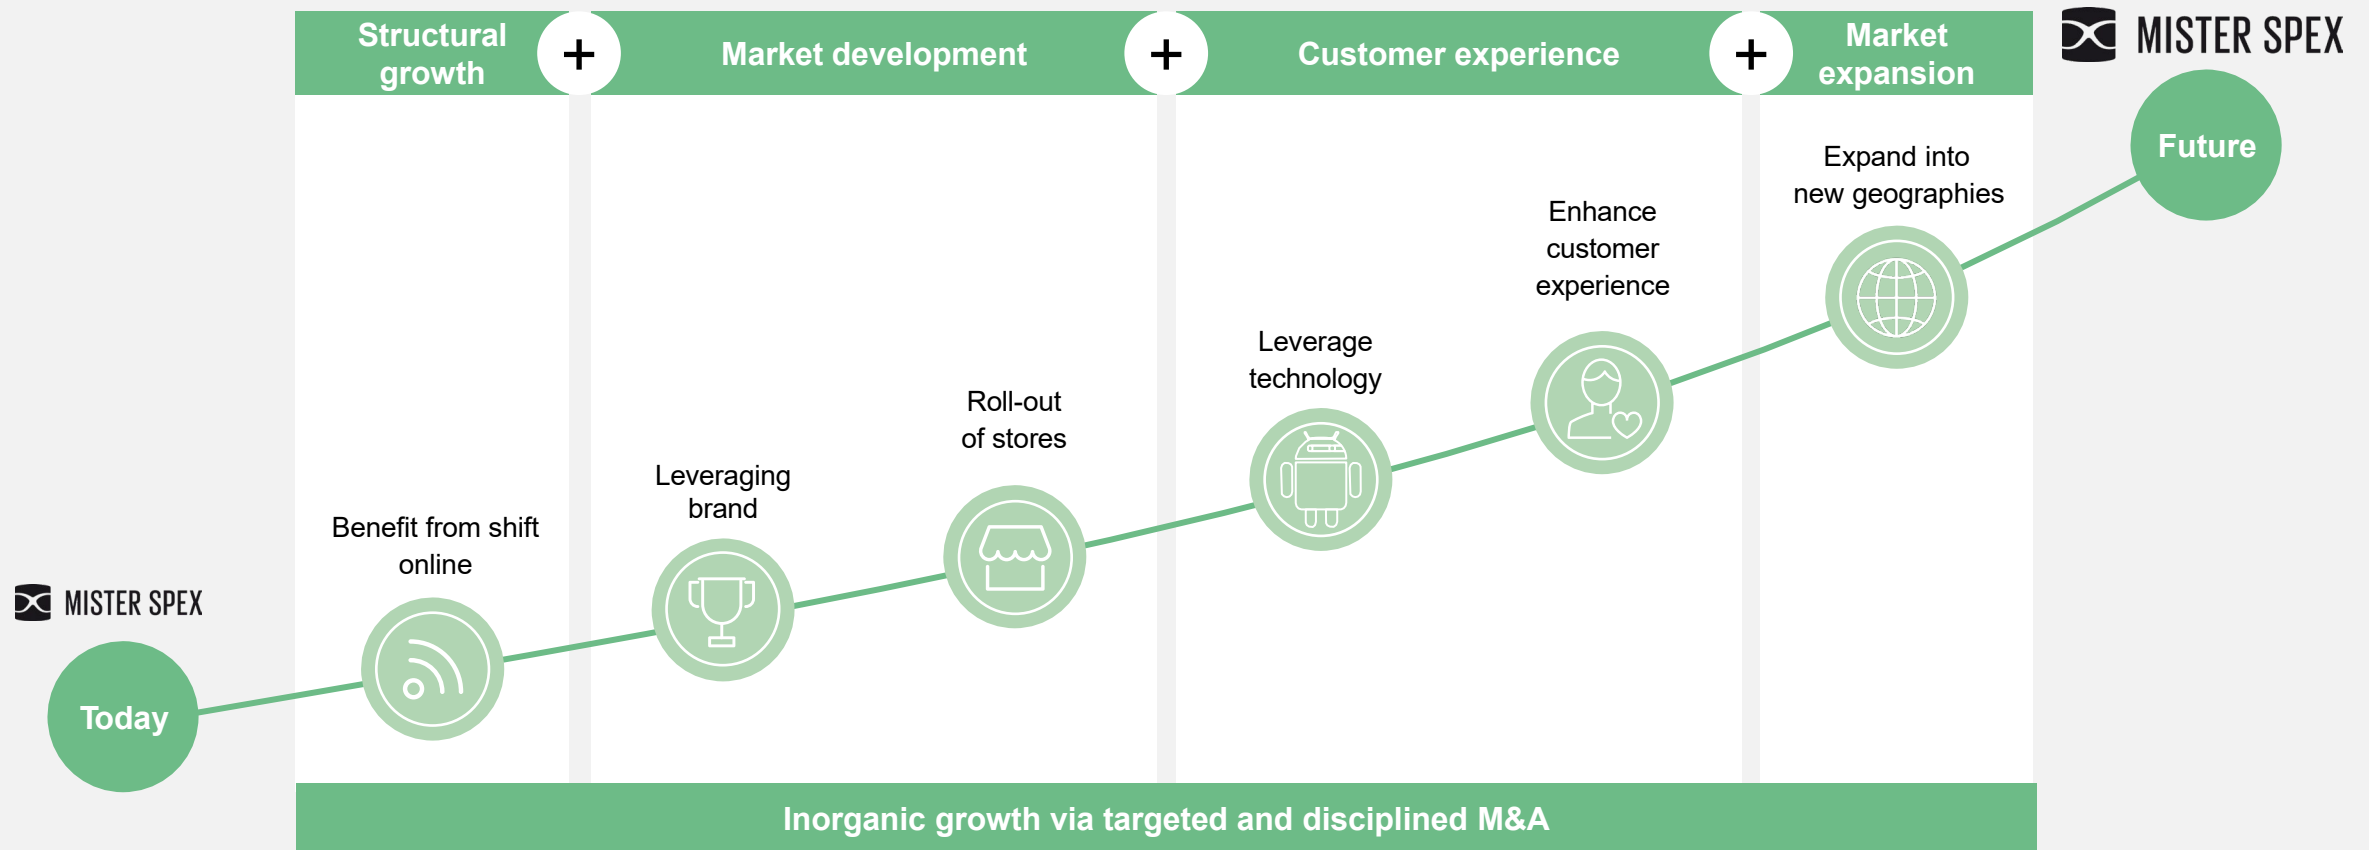 Structural
growth
+
Market development
+
Customer experience
+
Market
expansion
MISTER SPEX
Future
Expand into
new geographies
Enhance
customer
experience
Leverage
technology
Roll-out
of stores
Leveraging
brand
Benefit from shift
online
MISTER SPEX
Today
Inorganic growth via targeted and disciplined M&A